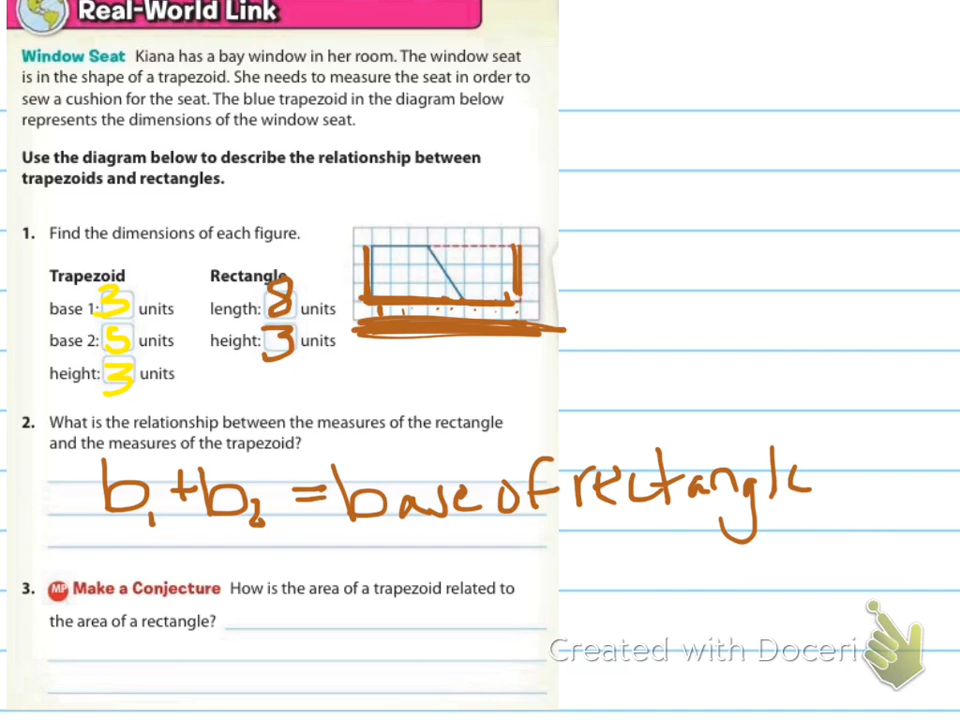 Real-World Link
Window Seat Kiana has a bay window in her room. The window seat
is in the shape of a trapezoid. She needs to measure the seat in order to
sew a cushion for the seat. The blue trapezoid in the diagram below
represents the dimensions of the window seat.
Use the diagram below to describe the relationship between
trapezoids and rectangles.
1. Find the dimensions of each figure.
Trapezoid Rectangle
base 1: 3 units length: 8 units
base 2: 5 units height: 3 units
height: 3 units
2. What is the relationship between the measures of the rectangle
and the measures of the trapezoid?
b₁ + b₂ = base of rectangle
3. MP Make a Conjecture How is the area of a trapezoid related to
the area of a rectangle?
Created with Doceri